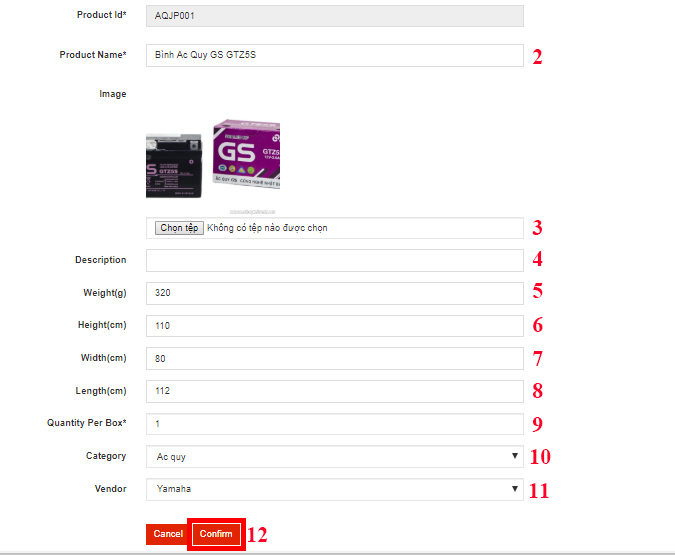 Product Id* AQJP001
Product Name* Bình Ac Quy GS GTZ5S 2
Image
GS GTZ5S
GS GTZ5
Chọn tệp Không có tệp nào được chọn 3
Description 4
Weight(g) 320 5
Height(cm) 110 6
Width(cm) 80 7
Length(cm) 112 8
Quantity Per Box* 1 9
Category Ac quy 10
Vendor Yamaha 11
Cancel Confirm 12